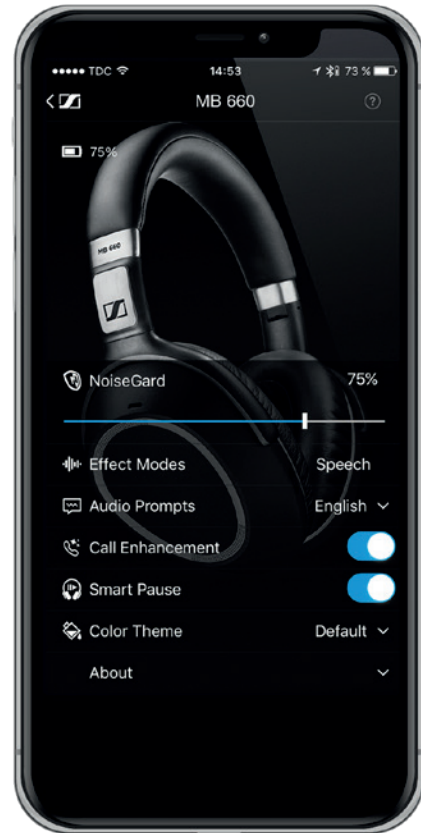 TDC 14:53 73 %
MB 660 ?
75%
MB 660
NoiseGard 75%
Effect Modes Speech
Audio Prompts English
Call Enhancement
Smart Pause
Color Theme Default
About